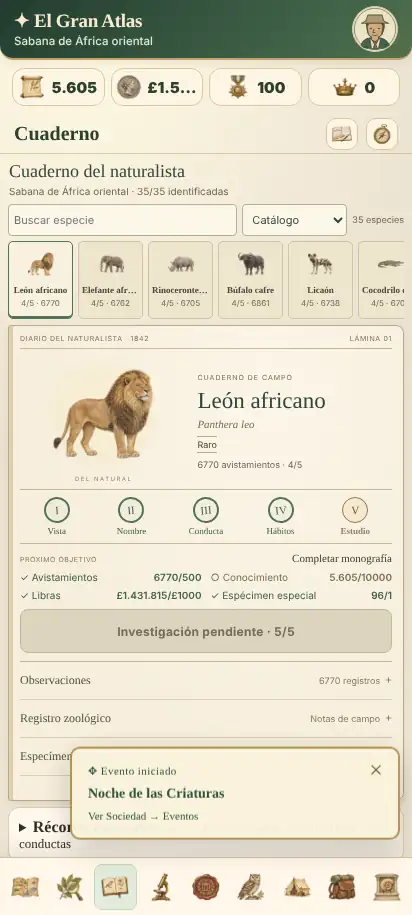 ✦ El Gran Atlas
Sabana de África oriental
5.605
£1.5...
100
0
Cuaderno
Cuaderno del naturalista
Sabana de África oriental · 35/35 identificadas
Buscar especie
Catálogo
35 especies
León africano
4/5 · 6770
Elefante afr...
4/5 · 6762
Rinoceronte...
4/5 · 6705
Búfalo cafre
4/5 · 6861
Licaón
4/5 · 6738
Cocodrilo
4/5 · 670
DIARIO DEL NATURALISTA · 1842
LÁMINA 01
DEL NATURAL
CUADERNO DE CAMPO
León africano
Panthera leo
Raro
6770 avistamientos · 4/5
I
II
III
IV
V
Vista
Nombre
Conducta
Hábitos
Estudio
PRÓXIMO OBJETIVO
Completar monografía
✓ Avistamientos 6770/500
○ Conocimiento 5.605/10000
✓ Libras £1.431.815/£1000
✓ Espécimen especial 96/1
Investigación pendiente · 5/5
Observaciones
6770 registros +
Registro zoológico
Notas de campo +
Especímen
✥ Evento iniciado
×
Noche de las Criaturas
Ver Sociedad → Eventos
▶ Récor
conductas